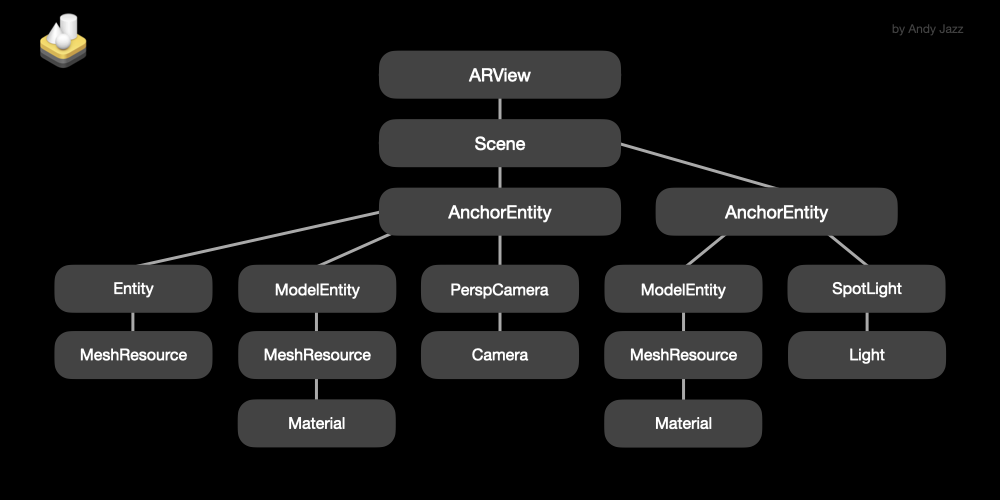 by Andy Jazz
ARView
Scene
AnchorEntity
AnchorEntity
Entity
ModelEntity
PerspCamera
ModelEntity
SpotLight
MeshResource
MeshResource
Camera
MeshResource
Light
Material
Material